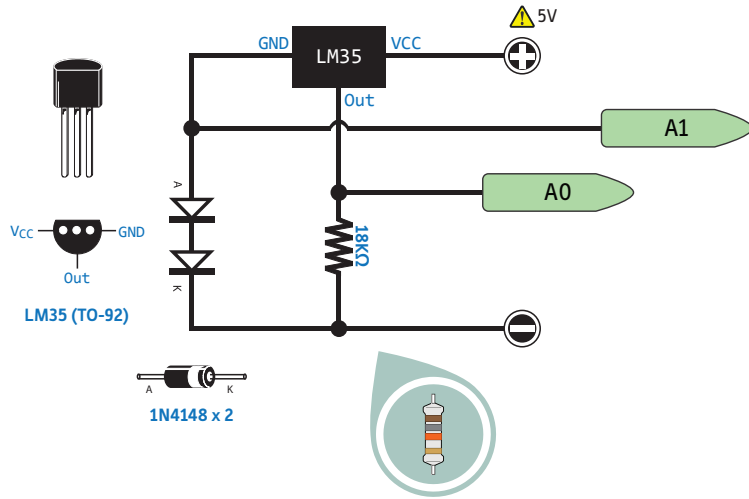 5V
GND
LM35
VCC
Out
A1
A0
A
18KΩ
K
VCC
GND
Out
LM35 (TO-92)
A
K
1N4148 x 2